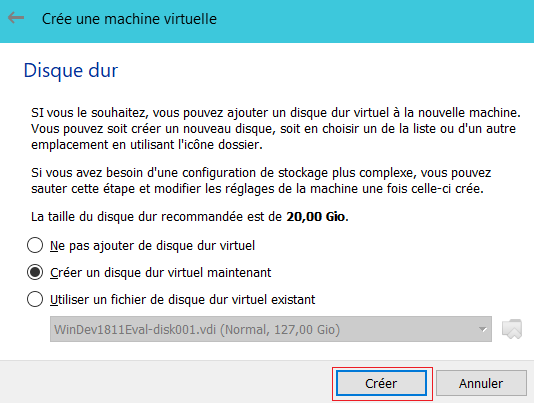 Crée une machine virtuelle
Disque dur
SI vous le souhaitez, vous pouvez ajouter un disque dur virtuel à la nouvelle machine.
Vous pouvez soit créer un nouveau disque, soit en choisir un de la liste ou d'un autre
emplacement en utilisant l'icône dossier.
Si vous avez besoin d'une configuration de stockage plus complexe, vous pouvez
sauter cette étape et modifier les réglages de la machine une fois celle-ci crée.
La taille du disque dur recommandée est de 20,00 Gio.
Ne pas ajouter de disque dur virtuel
Créer un disque dur virtuel maintenant
Utiliser un fichier de disque dur virtuel existant
WinDev1811Eval-disk001.vdi (Normal, 127,00 Gio)
Créer
Annuler